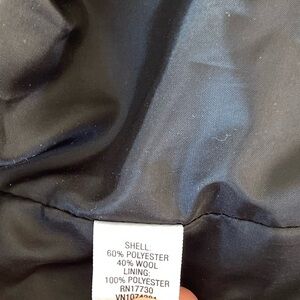 SHELL:
60% POLYESTER
40% WOOL
LINING:
100% POLYESTER
RN17730